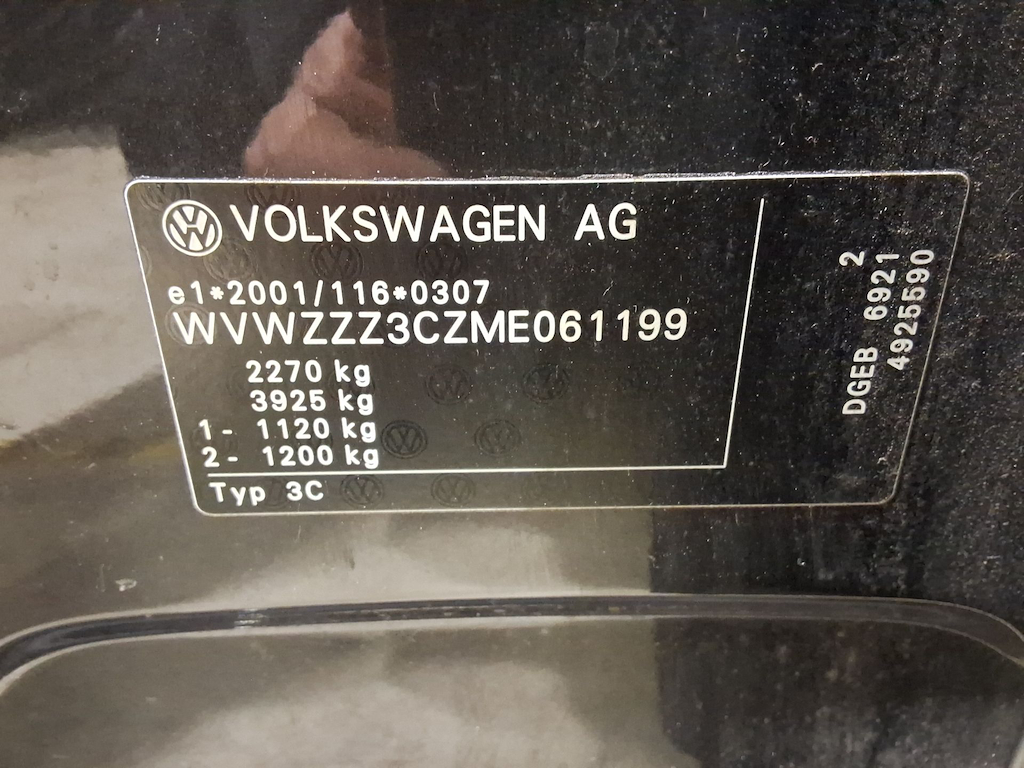 VOLKSWAGEN AG
e1*2001/116*0307
WVWZZZ3CZME061199
2270 kg
3925 kg
1- 1120 kg
2- 1200 kg
Typ 3C
2
DGEB 6921
4925590